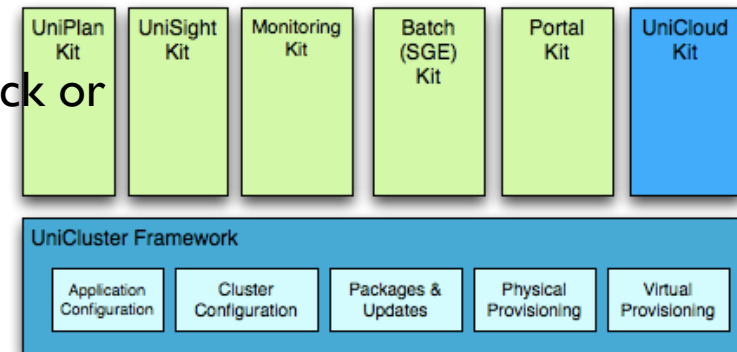 UniPlan
Kit
UniSight
Kit
Monitoring
Kit
Batch
(SGE)
Kit
Portal
Kit
UniCloud
Kit
ck or
UniCluster Framework
Application
Configuration
Cluster
Configuration
Packages &
Updates
Physical
Provisioning
Virtual
Provisioning